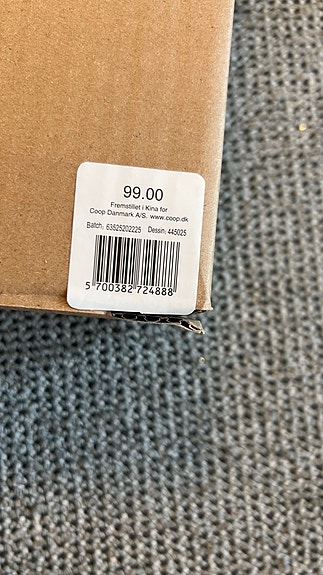 99.00
Fremstillet i Kina for
Coop Danmark A/S. www.coop.dk
Batch: 63525202225 Dessin: 445025
5 700382 724888